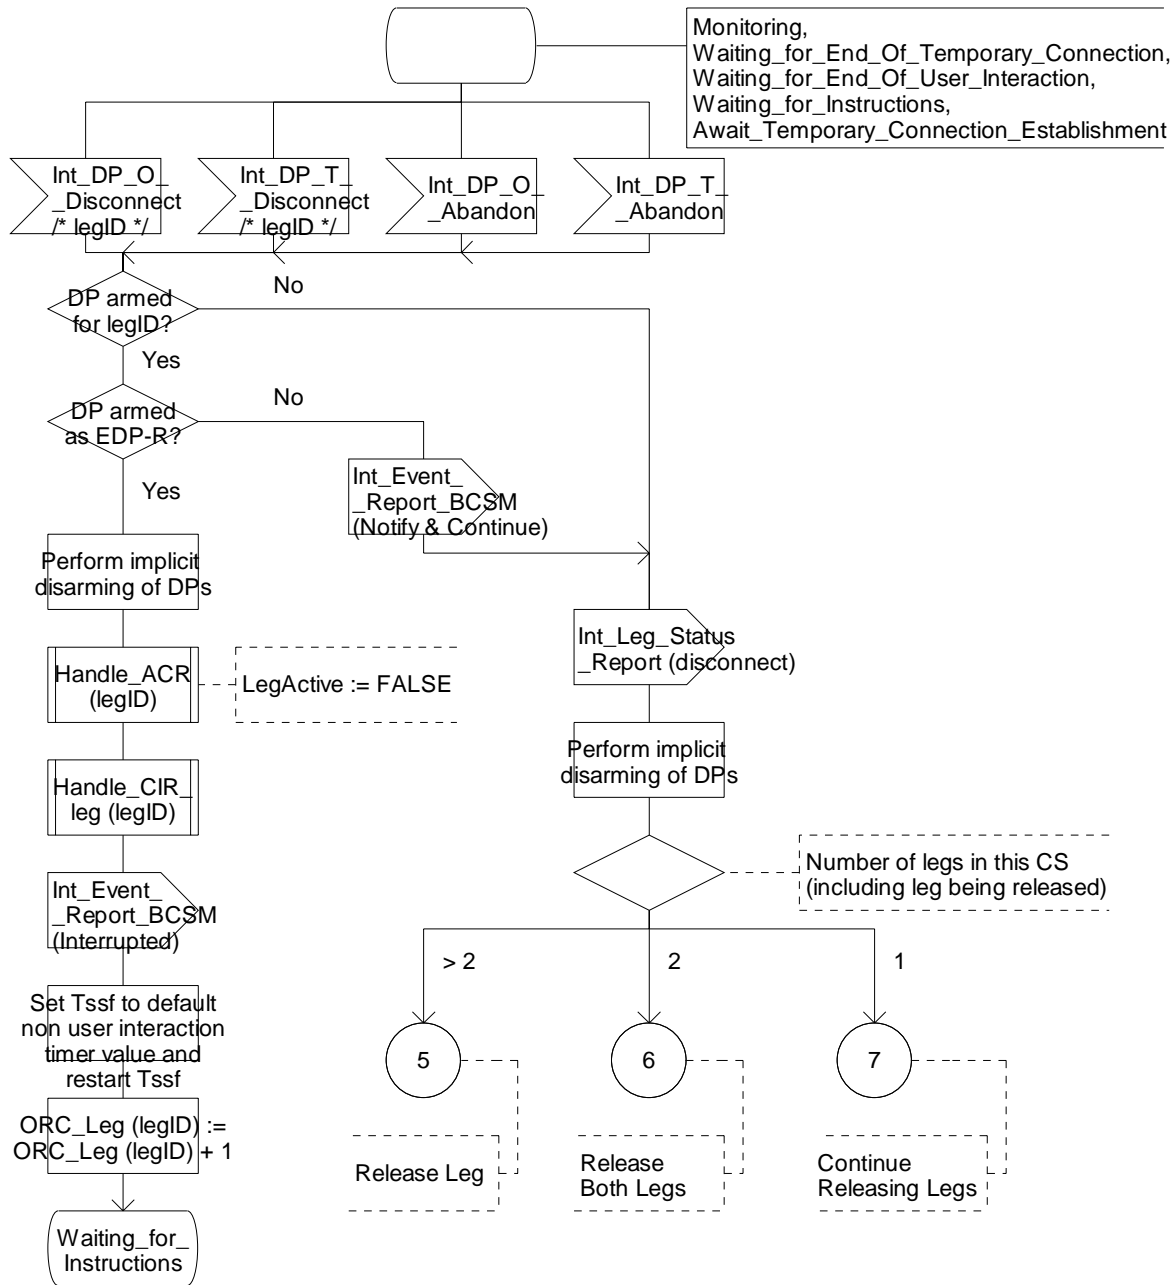 Monitoring,
Waiting_for_End_Of_Temporary_Connection,
Waiting_for_End_Of_User_Interaction,
Waiting_for_Instructions,
Await_Temporary_Connection_Establishment
Int_DP_O_
_Disconnect
/* legID */
Int_DP_T_
_Disconnect
/* legID */
Int_DP_O_
_Abandon
Int_DP_T_
_Abandon
DP armed
for legID?
No
Yes
DP armed
as EDP-R?
No
Yes
Int_Event_
_Report_BCSM
(Notify & Continue)
Perform implicit
disarming of DPs
Int_Leg_Status
_Report (disconnect)
Handle_ACR
(legID)
LegActive := FALSE
Perform implicit
disarming of DPs
Handle_CIR_
leg (legID)
Number of legs in this CS
(including leg being released)
Int_Event_
_Report_BCSM
(Interrupted)
> 2
2
1
Set Tssf to default
non user interaction
timer value and
restart Tssf
5
6
7
ORC_Leg (legID) :=
ORC_Leg (legID) + 1
Release Leg
Release
Both Legs
Continue
Releasing Legs
Waiting_for_
Instructions